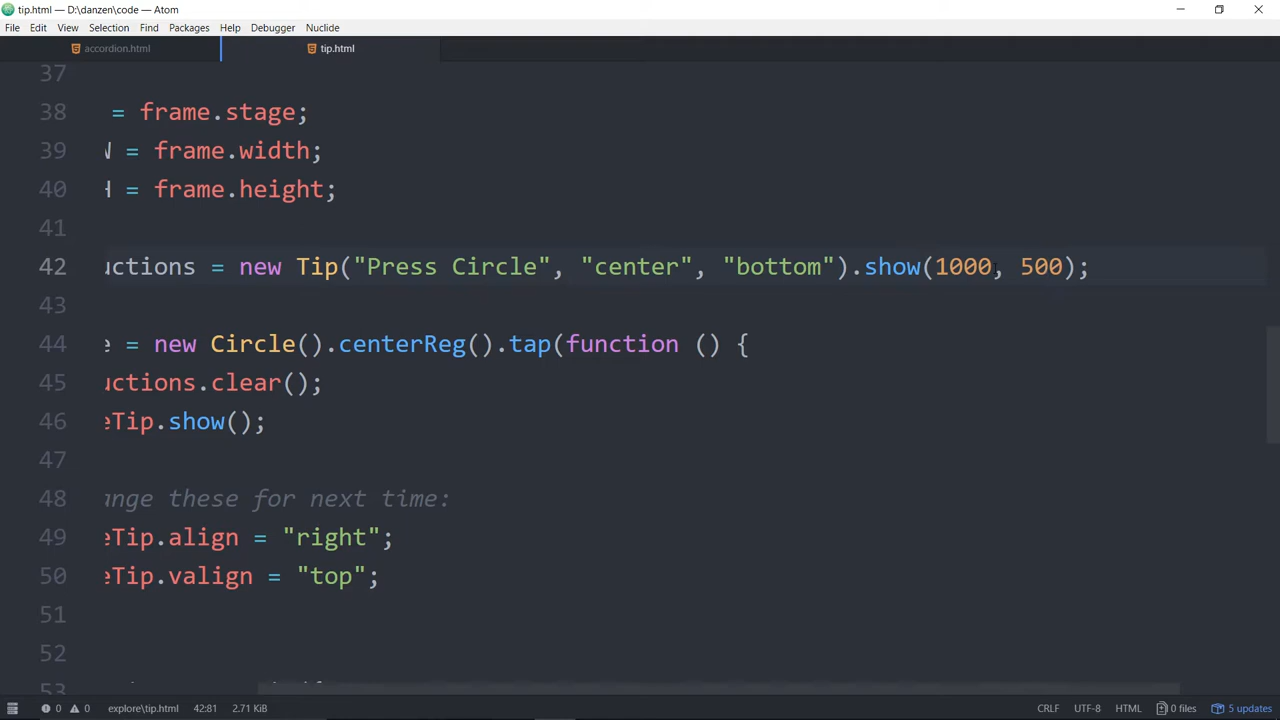 tip.html — D:\danzen\code — Atom
File Edit View Selection Find Packages Help Debugger Nuclide
accordion.html tip.html
37
38 = frame.stage;
39 W = frame.width;
40 H = frame.height;
41
42 uctions = new Tip("Press Circle", "center", "bottom").show(1000, 500);
43
44 e = new Circle().centerReg().tap(function () {
45 uctions.clear();
46 eTip.show();
47
48 ange these for next time:
49 eTip.align = "right";
50 eTip.valign = "top";
51
52
53
0 0 explore\tip.html 42:81 2.71 KiB CRLF UTF-8 HTML 0 files 5 updates